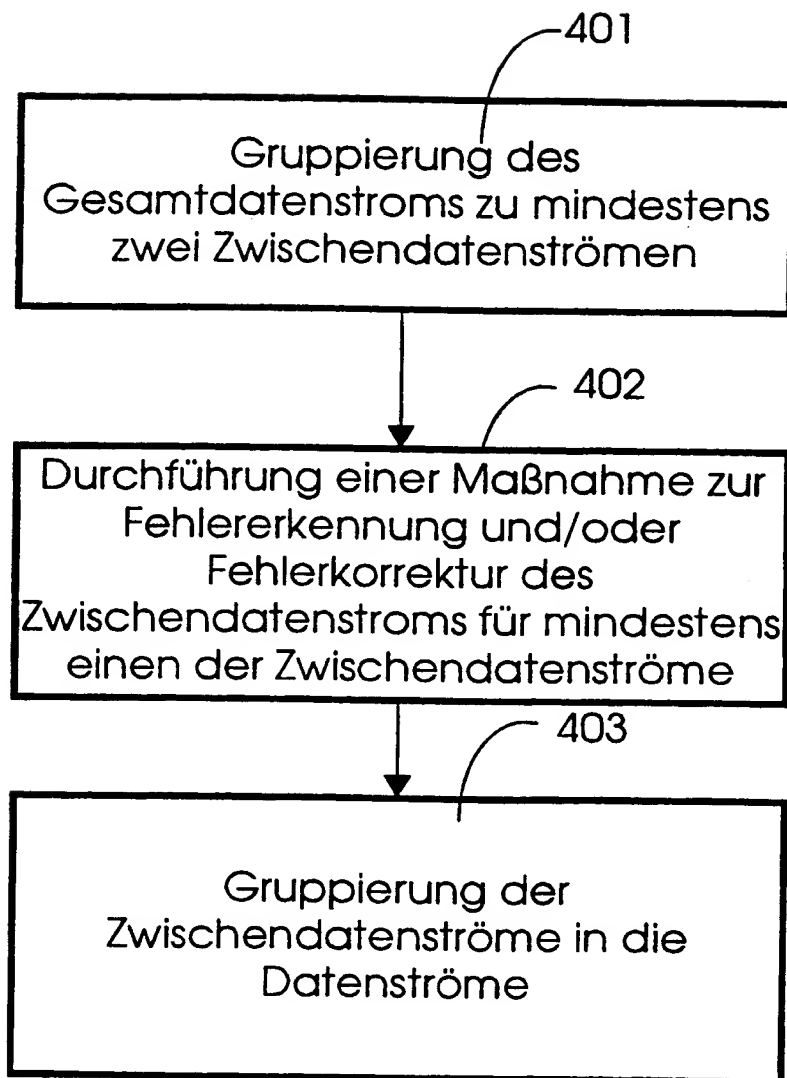 401
Gruppierung des
Gesamtdatenstroms zu mindestens
zwei Zwischendatenströmen
402
Durchführung einer Maßnahme zur
Fehlererkennung und/oder
Fehlerkorrektur des
Zwischendatenstroms für mindestens
einen der Zwischendatenströme
403
Gruppierung der
Zwischendatenströme in die
Datenströme